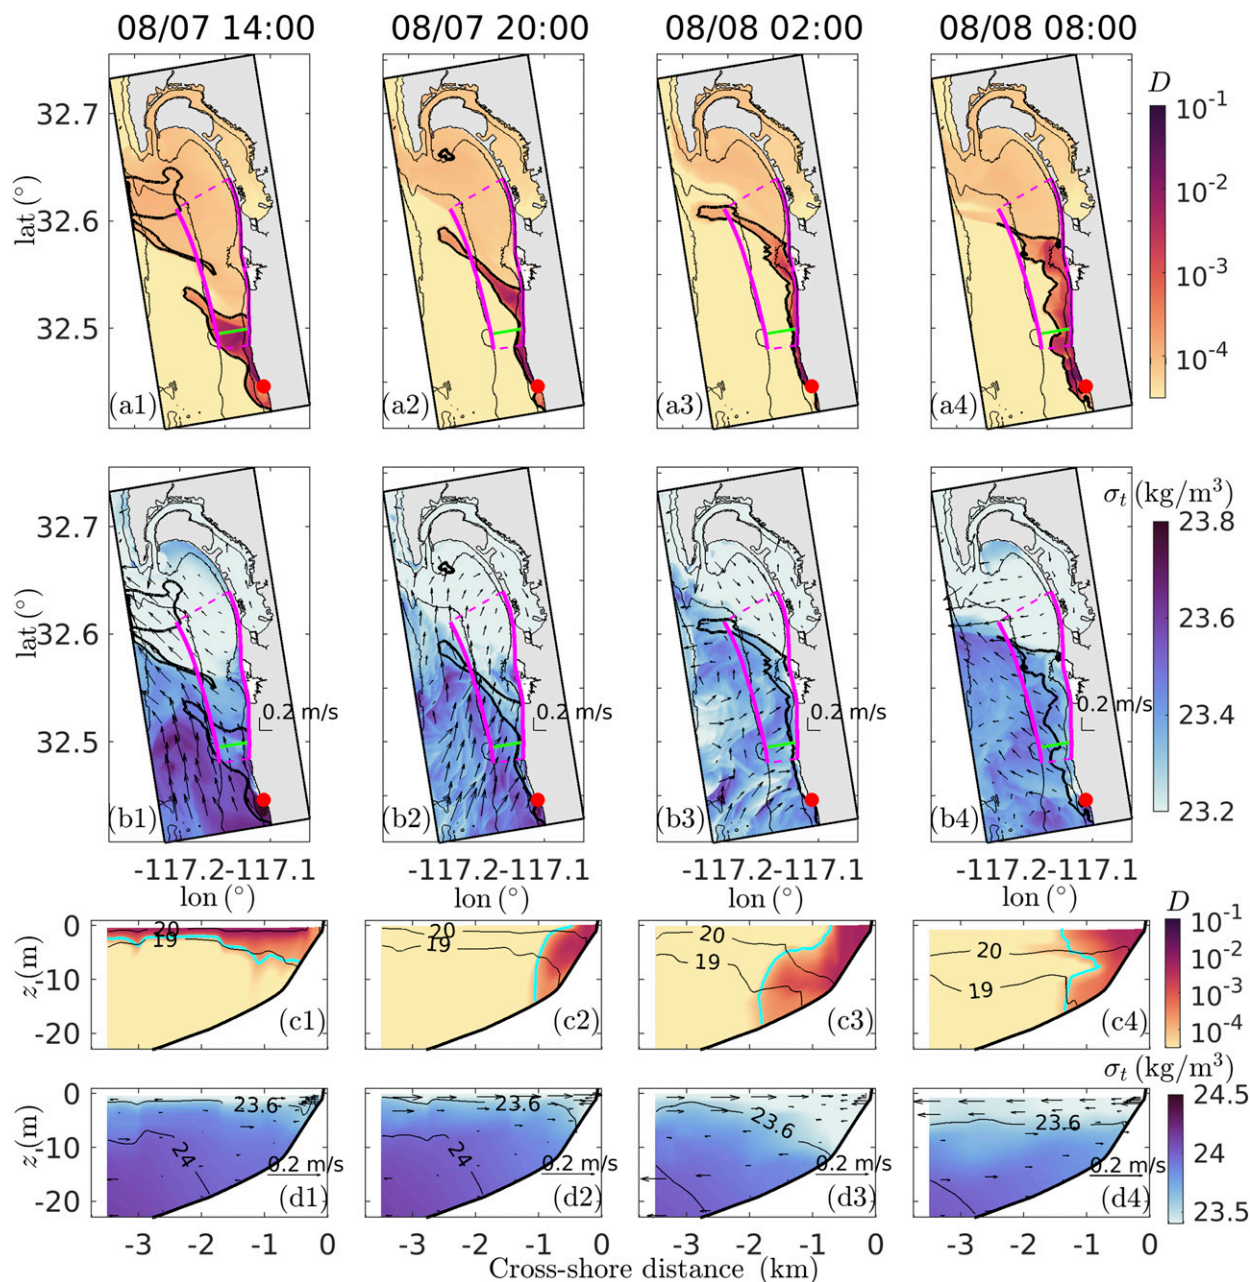 08/07 14:00 08/07 20:00 08/08 02:00 08/08 08:00
D
32.7
10^-1
lat (°)
32.6
10^-2
32.5
10^-3
10^-4
(a1) (a2) (a3) (a4)
σ_t (kg/m³)
23.8
32.7
23.6
lat (°)
32.6
23.4
0.2 m/s 0.2 m/s 0.2 m/s 0.2 m/s
32.5
(b1) (b2) (b3) (b4)
23.2
-117.2-117.1 -117.2-117.1 -117.2-117.1 -117.2-117.1
lon (°) lon (°) lon (°) lon (°)
D
0
20 20 20 20
10^-1
19 19 19 19
z (m)
-10
10^-2
10^-3
-20
(c1) (c2) (c3) (c4)
10^-4
σ_t (kg/m³)
0
24.5
23.6 23.6 23.6 23.6
z (m)
-10
24
24 24
0.2 m/s 0.2 m/s 0.2 m/s 0.2 m/s
-20
(d1) (d2) (d3) (d4)
23.5
-3 -2 -1 0 -3 -2 -1 0 -3 -2 -1 0 -3 -2 -1 0
Cross-shore distance (km)